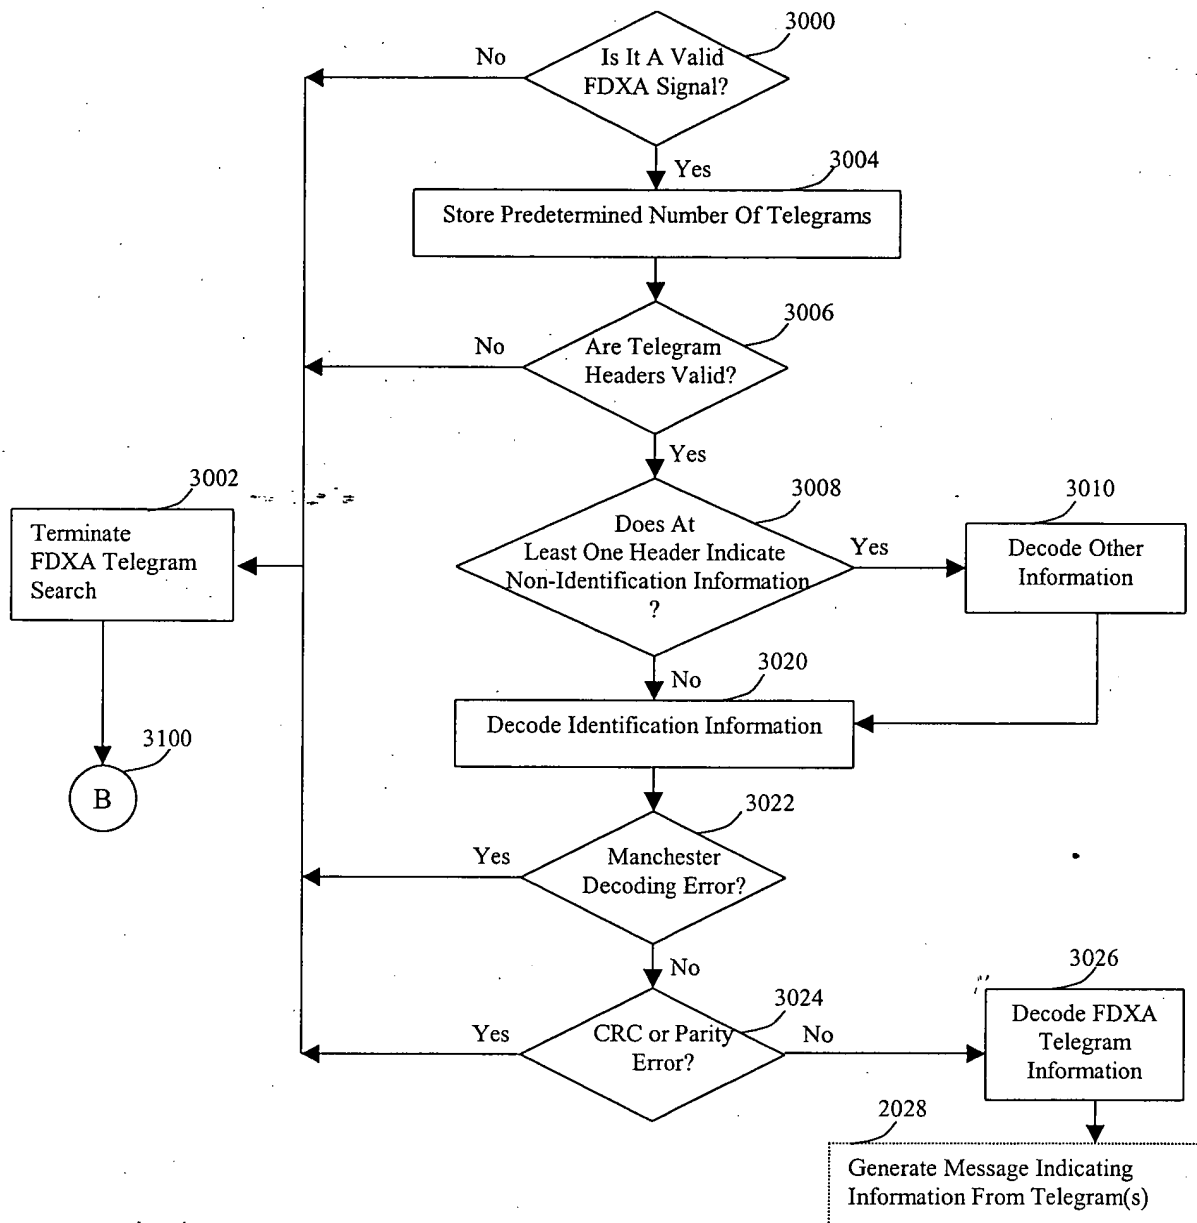 3000
Is It A Valid
FDXA Signal?
No
Yes
3004
Store Predetermined Number Of Telegrams
3006
Are Telegram
Headers Valid?
No
Yes
3002
Terminate
FDXA Telegram
Search
3008
Does At
Least One Header Indicate
Non-Identification Information
?
Yes
3010
Decode Other
Information
No
3020
Decode Identification Information
3100
B
3022
Manchester
Decoding Error?
Yes
No
3024
CRC or Parity
Error?
Yes
No
3026
Decode FDXA
Telegram
Information
2028
Generate Message Indicating
Information From Telegram(s)